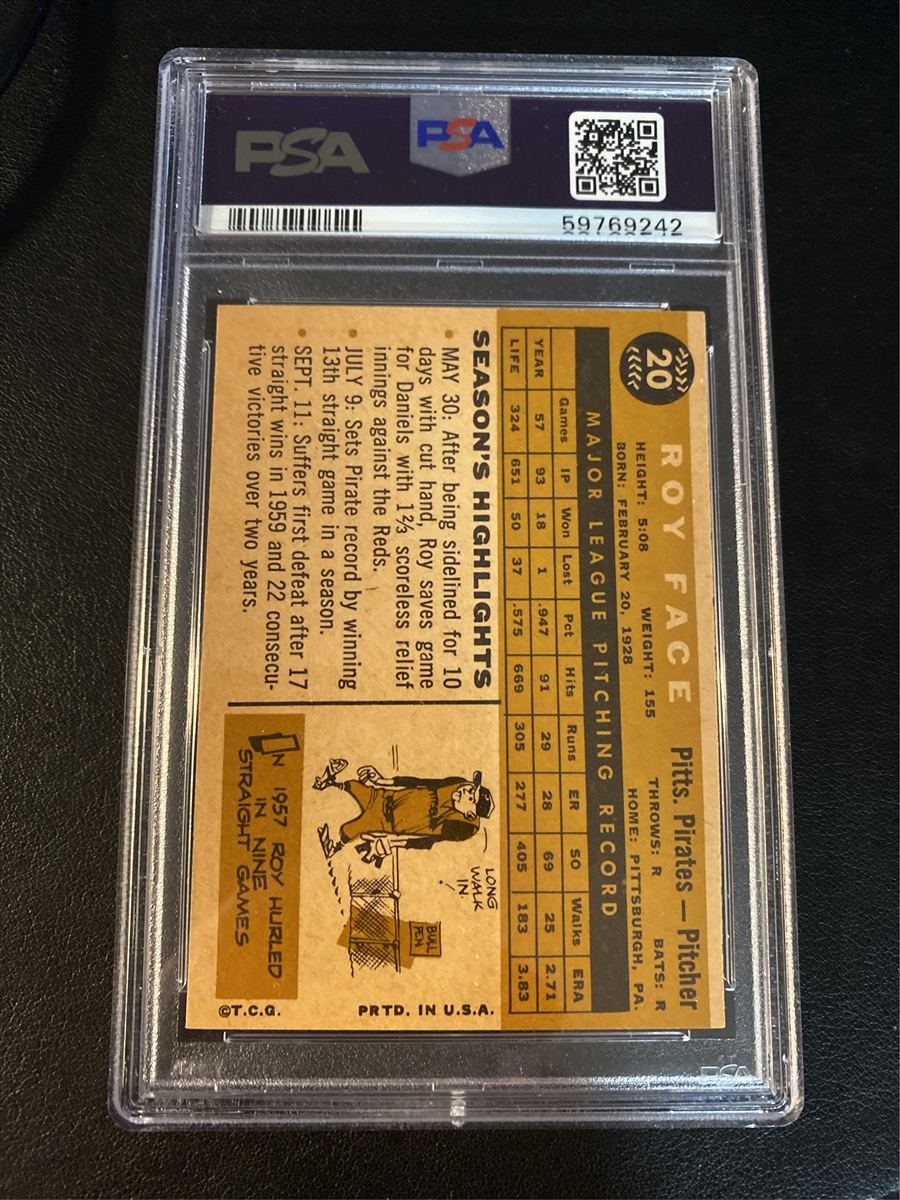 PSA
PSA
59769242
20
ROY FACE Pitts. Pirates — Pitcher
HEIGHT: 5:08 WEIGHT: 155 THROWS: R BATS: R
BORN: FEBRUARY 20, 1928 HOME: PITTSBURGH, PA.
MAJOR LEAGUE PITCHING RECORD
Games IP Won Lost Pct Hits Runs ER SO Walks ERA
YEAR 57 93 18 1 .947 91 29 28 69 25 2.71
LIFE 324 651 50 37 .575 669 305 277 405 183 3.83
SEASON'S HIGHLIGHTS
• MAY 30: After being sidelined for 10
days with cut hand, Roy saves game
for Daniels with 1⅔ scoreless relief
innings against the Reds.
• JULY 9: Sets Pirate record by winning
13th straight game in a season.
• SEPT. 11: Suffers first defeat after 17
straight wins in 1959 and 22 consecu-
tive victories over two years.
LONG
WALK
IN!
BULL
PEN
IN 1957 ROY HURLED
IN NINE
STRAIGHT GAMES
©T.C.G. PRTD. IN U.S.A.
PSA